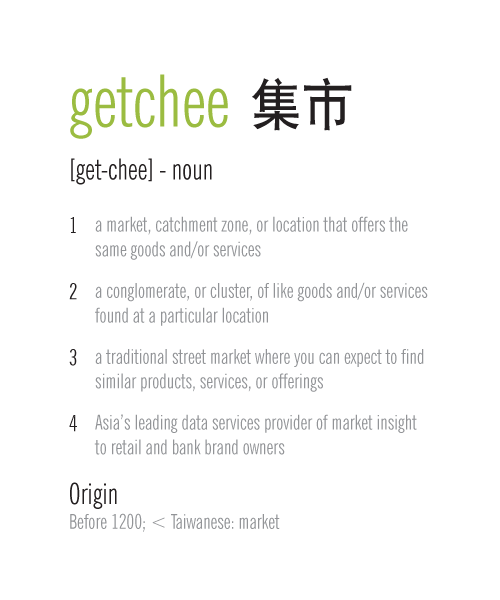 getchee 集市
[get-chee] - noun
1 a market, catchment zone, or location that offers the
same goods and/or services
2 a conglomerate, or cluster, of like goods and/or services
found at a particular location
3 a traditional street market where you can expect to find
similar products, services, or offerings
4 Asia's leading data services provider of market insight
to retail and bank brand owners
Origin
Before 1200; < Taiwanese: market